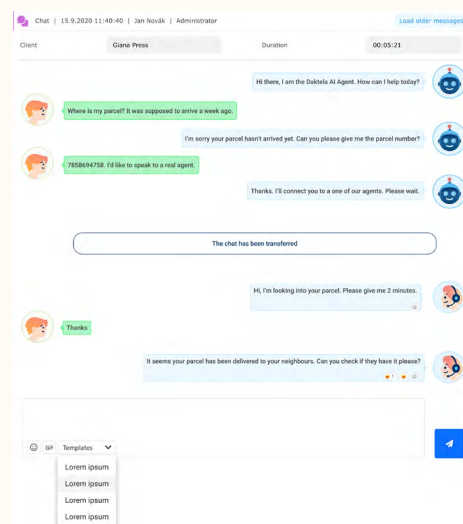 Chat | 15.9.2020 11:40:40 | Jan Novák | Administrator
Load older messages
Client
Giana Press
Duration
00:05:21
Hi there, I am the Daktela AI Agent. How can I help today?
Where is my parcel? It was supposed to arrive a week ago.
I'm sorry your parcel hasn't arrived yet. Can you please give me the parcel number?
7858694758. I'd like to speak to a real agent.
Thanks. I'll connect you to a one of our agents. Please wait.
The chat has been transferred
Hi, I'm looking into your parcel. Please give me 2 minutes.
Thanks
It seems your parcel has been delivered to your neighbours. Can you check if they have it please?
GIF Templates
Lorem ipsum
Lorem ipsum
Lorem ipsum
Lorem ipsum